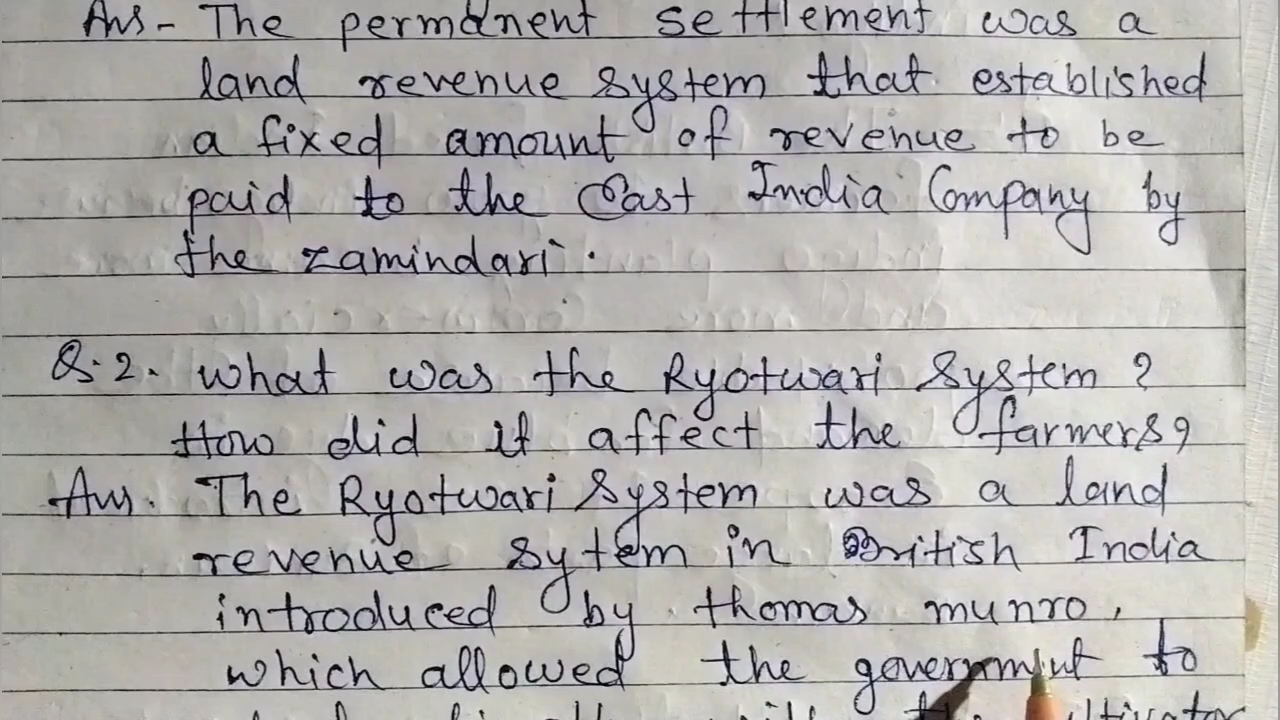 Ans- The permanent settlement was a
land revenue system that established
a fixed amount of revenue to be
paid to the East India Company by
the zamindari.
Q.2. What was the Ryotwari System ?
How did it affect the farmers?
Ans. The Ryotwari System was a land
revenue sytem in British India
introduced by thomas munro,
which allowed the government to